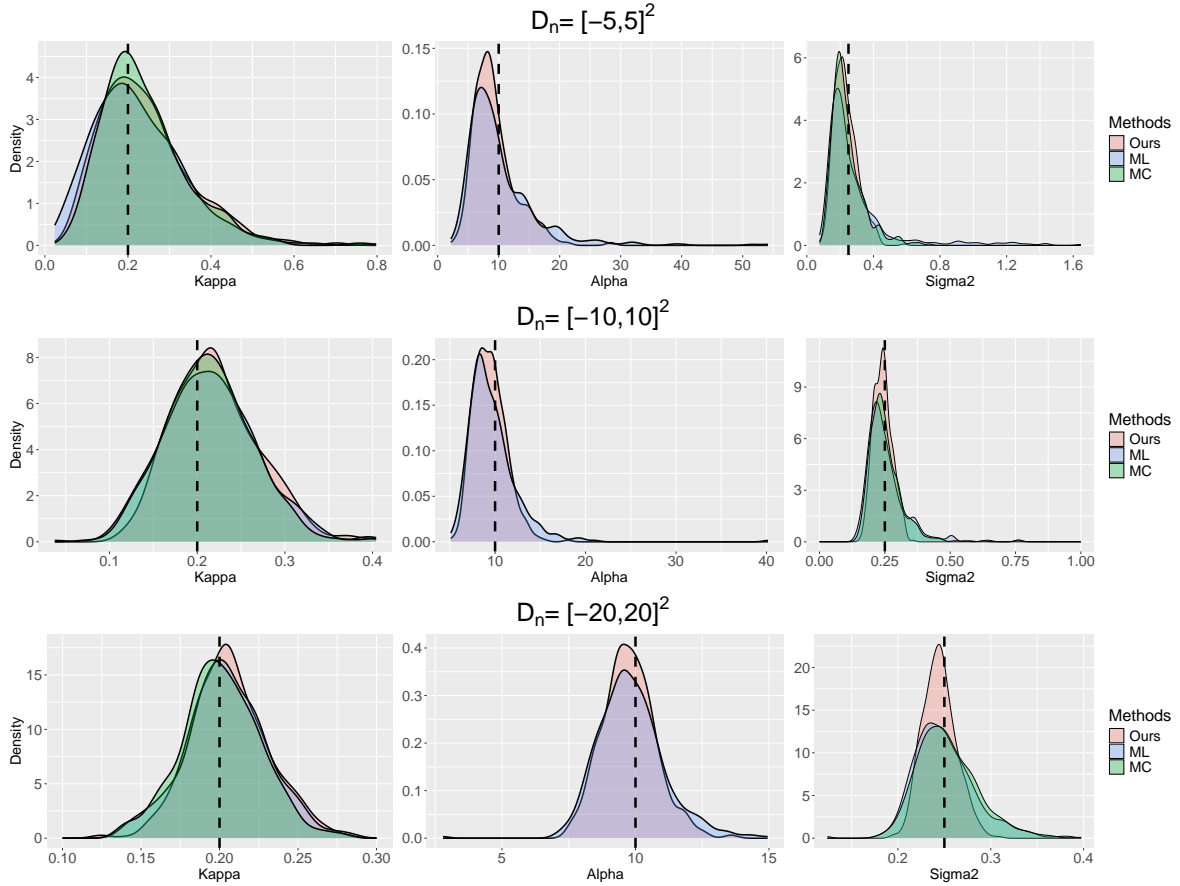 Dₙ= [−5,5]²
Density
0 1 2 3 4
0.0 0.2 0.4 0.6 0.8
Kappa
0.00 0.05 0.10 0.15
0 10 20 30 40 50
Alpha
0 2 4 6
0.0 0.4 0.8 1.2 1.6
Sigma2
Methods
Ours
ML
MC
Dₙ= [−10,10]²
Density
0 2 4 6 8
0.1 0.2 0.3 0.4
Kappa
0.00 0.05 0.10 0.15 0.20
10 20 30 40
Alpha
0 3 6 9
0.00 0.25 0.50 0.75 1.00
Sigma2
Methods
Ours
ML
MC
Dₙ= [−20,20]²
Density
0 5 10 15
0.10 0.15 0.20 0.25 0.30
Kappa
0.0 0.1 0.2 0.3 0.4
5 10 15
Alpha
0 5 10 15 20
0.2 0.3 0.4
Sigma2
Methods
Ours
ML
MC